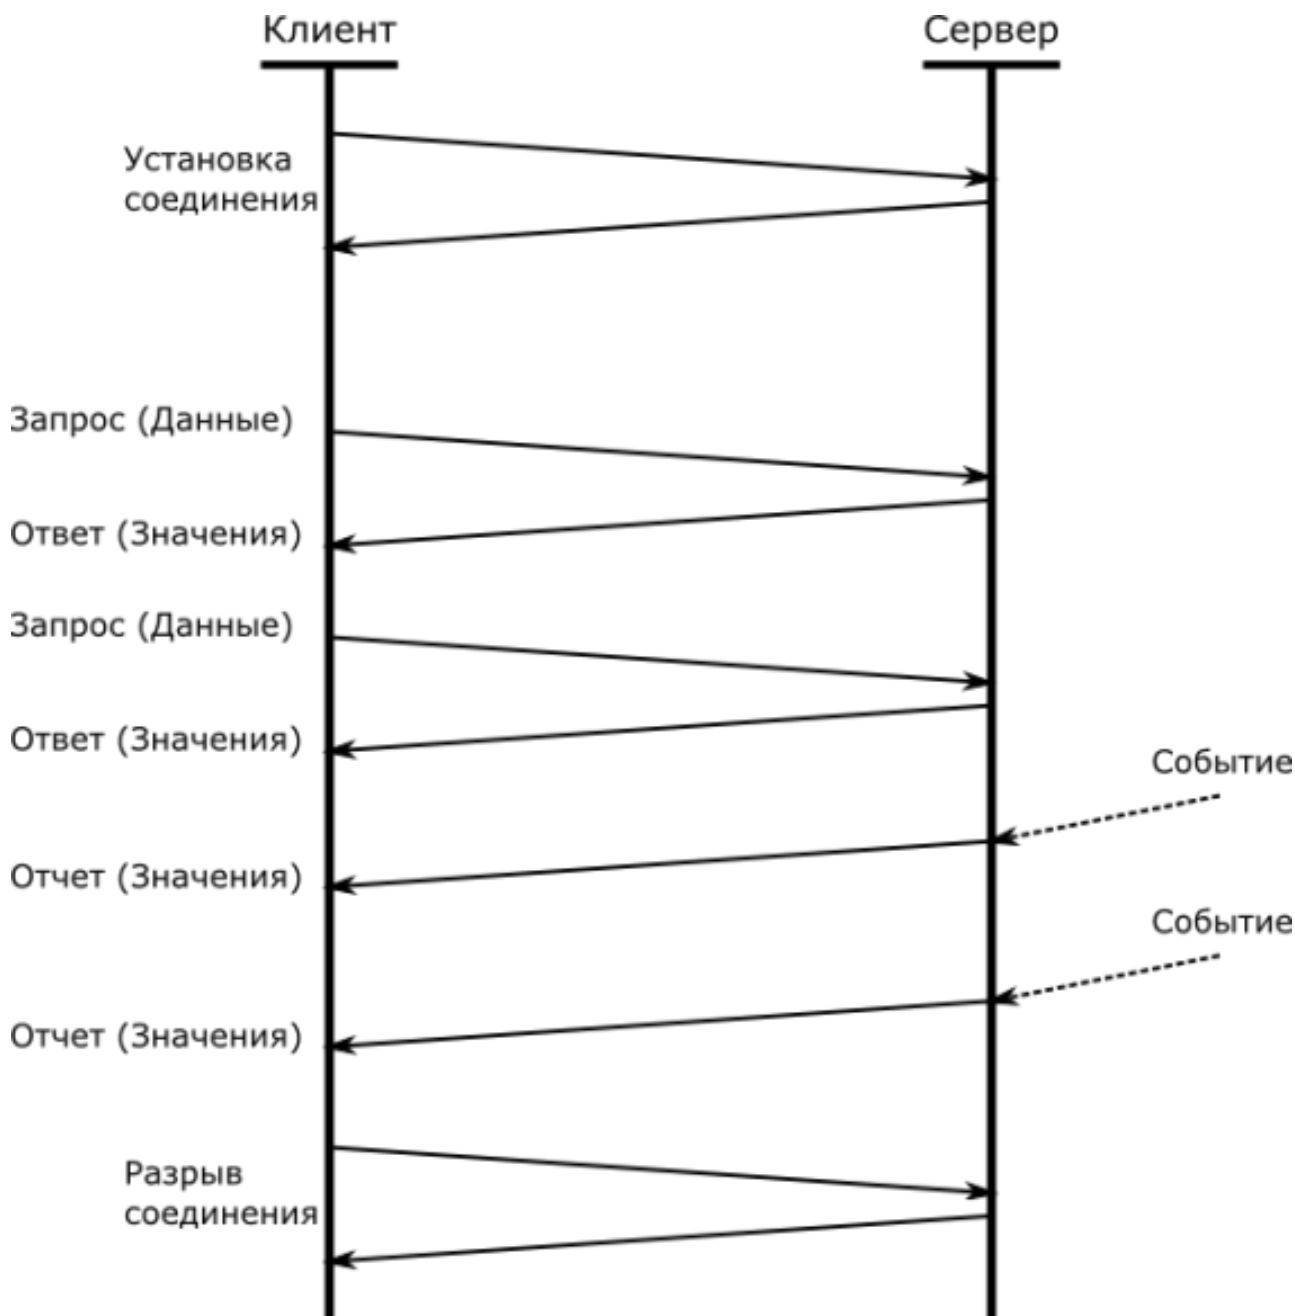 Клиент
Сервер
Установка
соединения
Запрос (Данные)
Ответ (Значения)
Запрос (Данные)
Ответ (Значения)
Событие
Отчет (Значения)
Событие
Отчет (Значения)
Разрыв
соединения